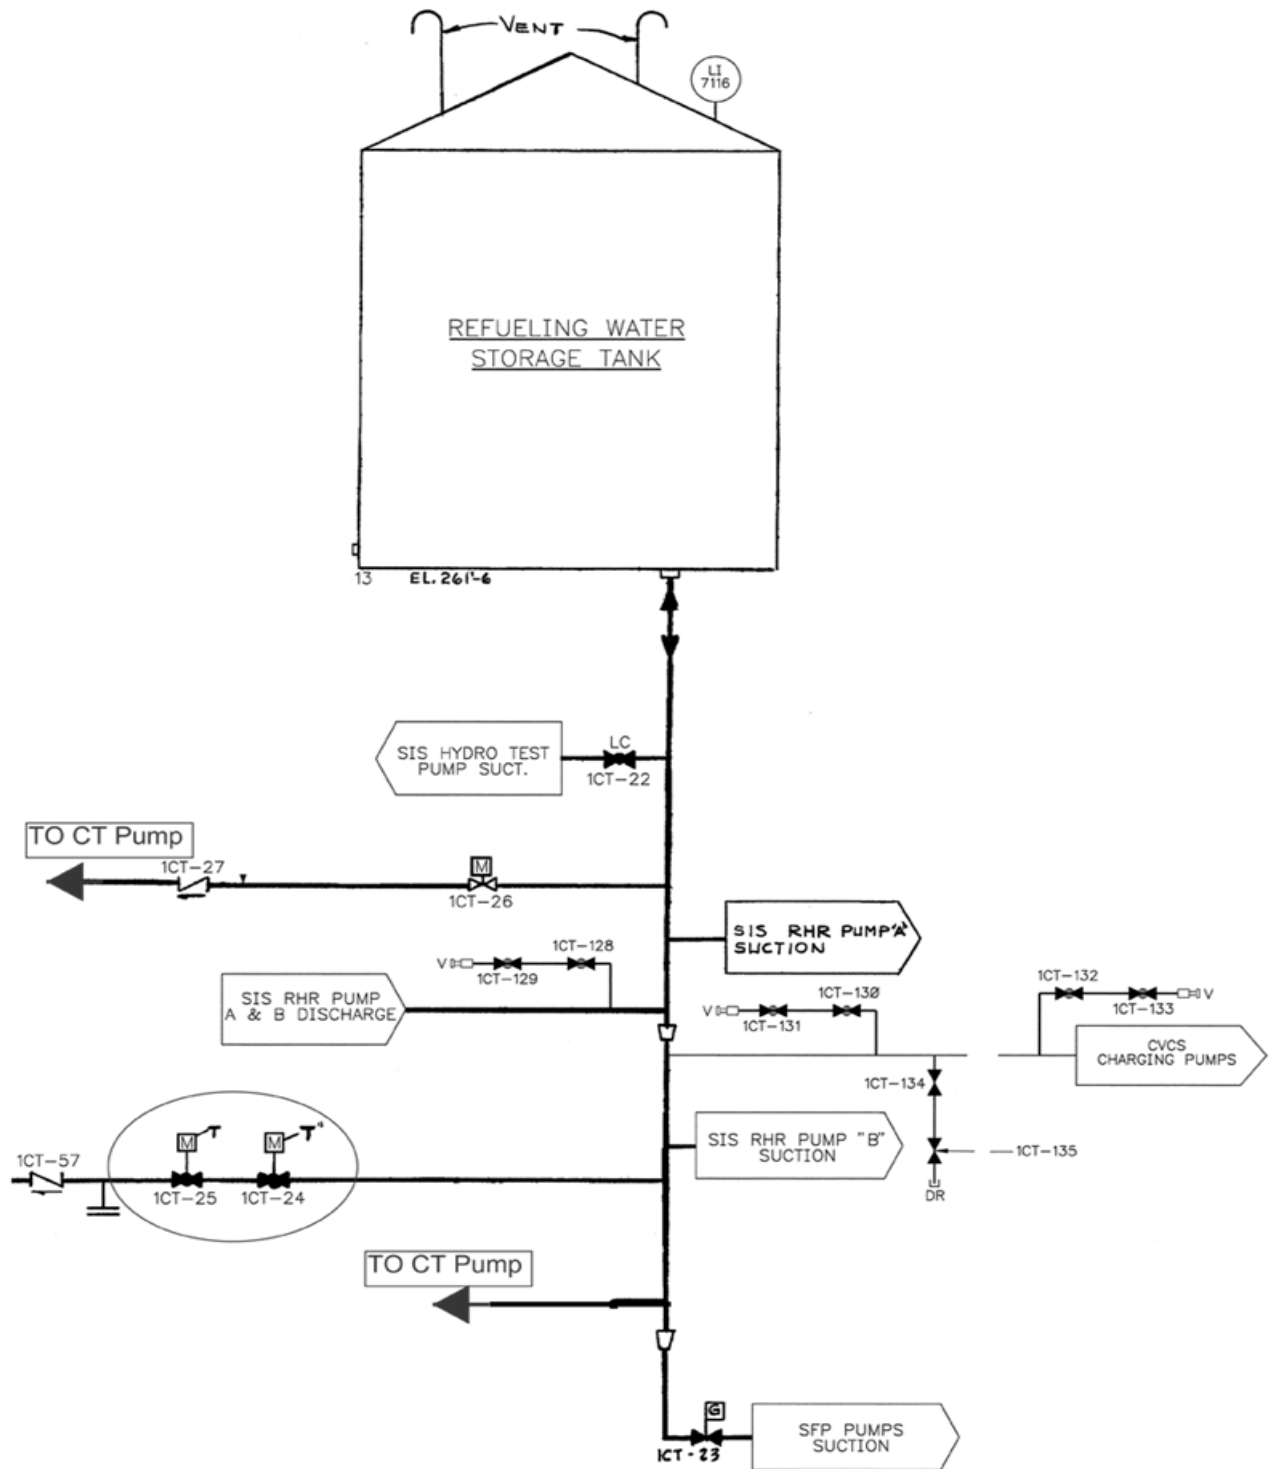 VENT
LI
7116
REFUELING WATER
STORAGE TANK
13
EL. 261'-6
SIS HYDRO TEST
PUMP SUCT.
LC
1CT-22
TO CT Pump
1CT-27
M
1CT-26
SIS RHR PUMP 'A'
SUCTION
V
1CT-129
1CT-128
SIS RHR PUMP
A & B DISCHARGE
V
1CT-131
1CT-130
1CT-132
1CT-133
V
CVCS
CHARGING PUMPS
1CT-134
SIS RHR PUMP "B"
SUCTION
1CT-135
DR
1CT-57
M
T
1CT-25
M
T"
1CT-24
TO CT Pump
G
1CT-23
SFP PUMPS
SUCTION